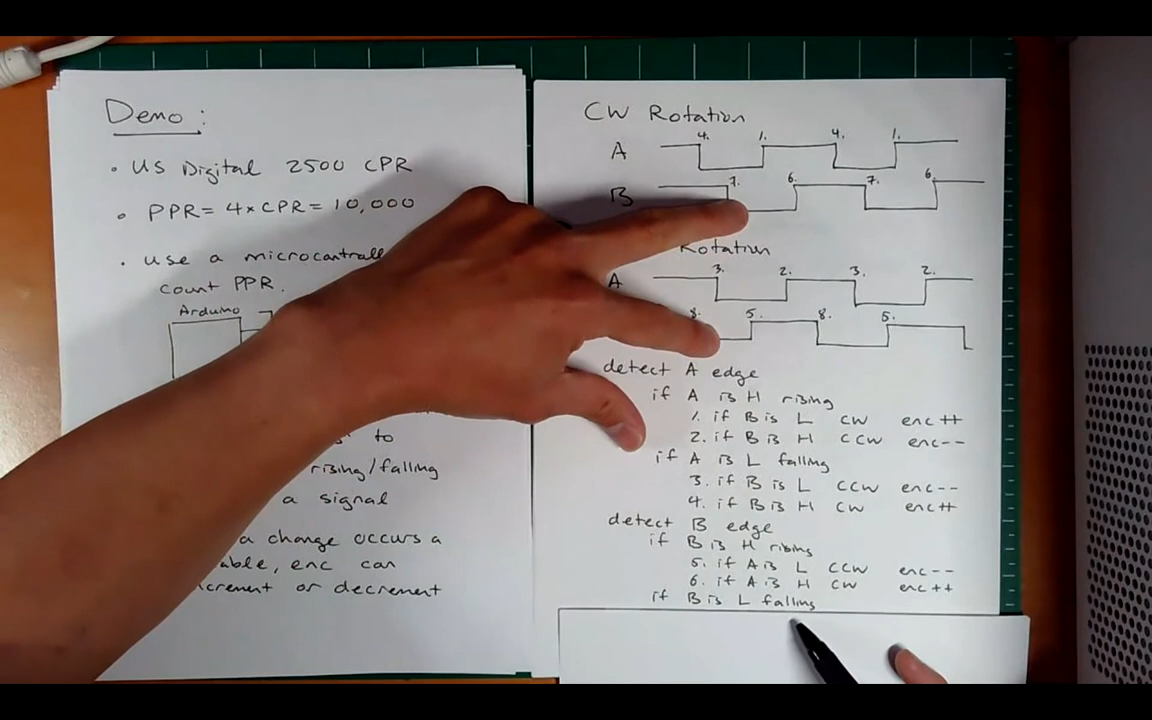 Demo:
• US Digital 2500 CPR
• PPR = 4 x CPR = 10,000
• use a
count PPR.
Arduino
to
rising/falling
a signal
a change occurs a
enc can
or decrement
CW Rotation
4. 1. 4. 1.
A
7. 6. 7. 6.
B
Rotation
3. 2. 3. 2.
A
8. 5. 8. 5.
detect A edge
if A is H rising
1. if B is L CW enc++
2. if B is H CCW enc--
if A is L falling
3. if B is L CCW enc--
4. if B is H CW enc++
detect B edge
if B is H rising
5. if A is L CCW enc--
6. if A is H CW enc++
if B is L falling